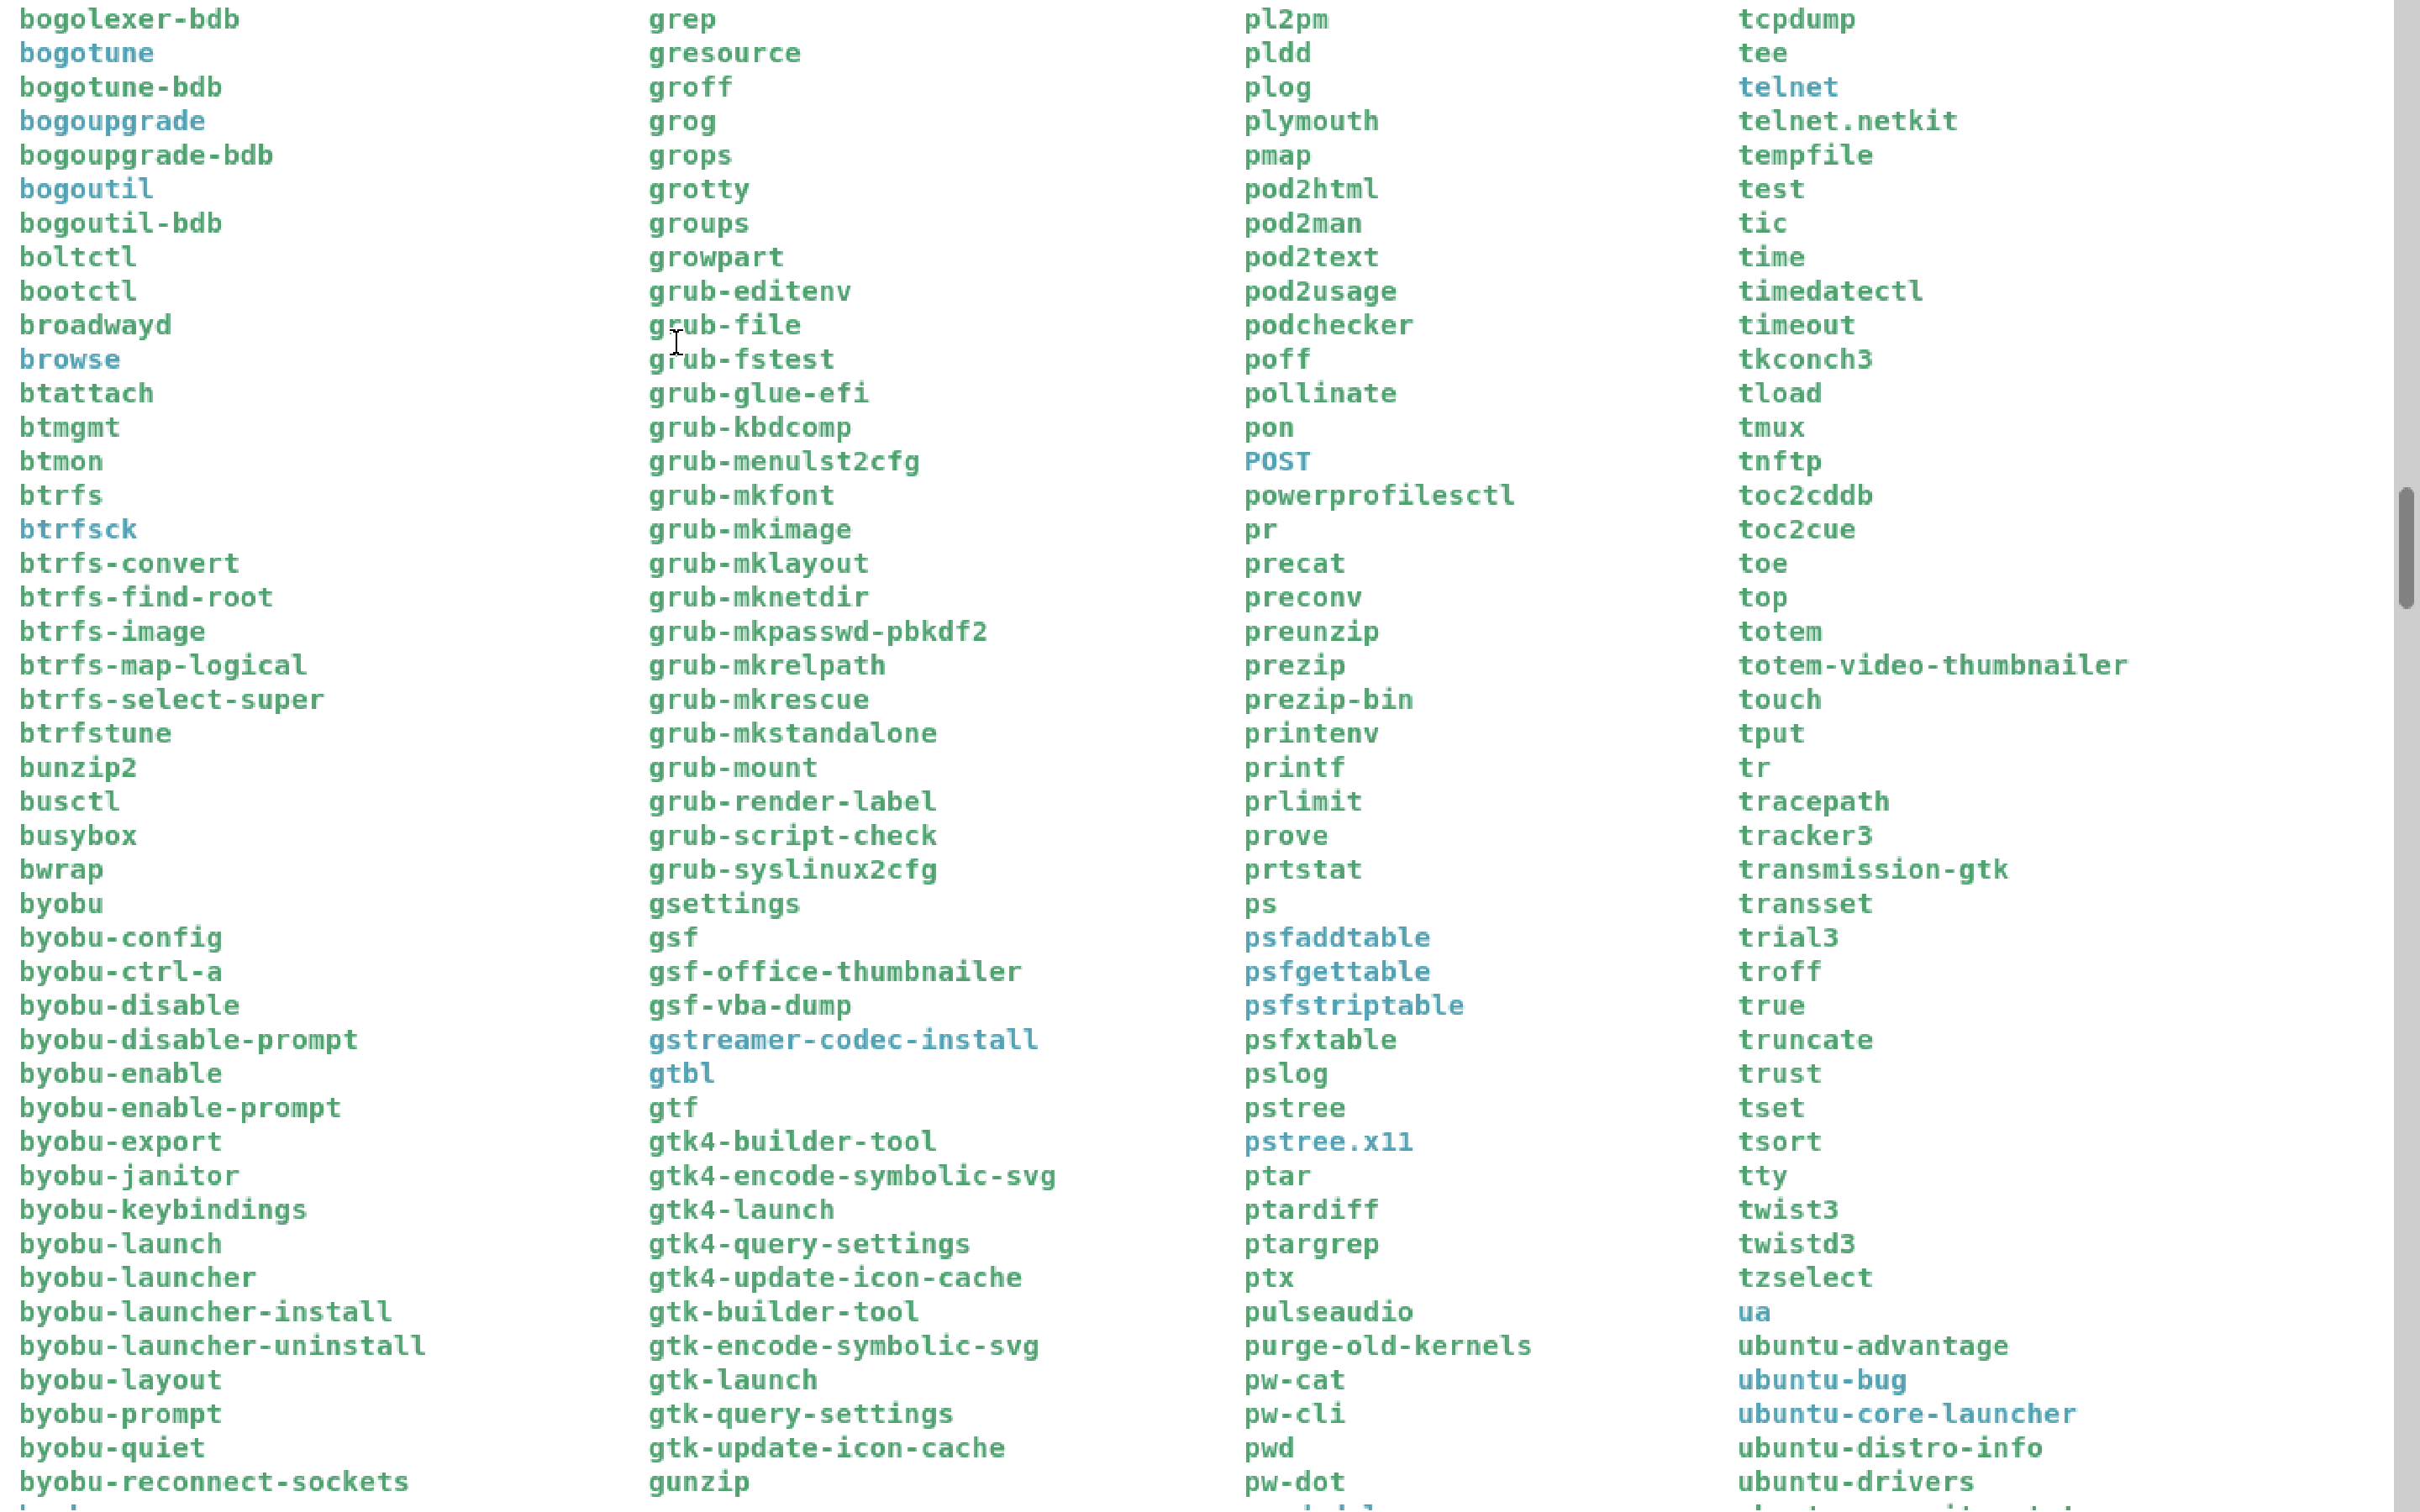 bogolexer-bdb grep pl2pm tcpdump
bogotune gresource pldd tee
bogotune-bdb groff plog telnet
bogoupgrade grog plymouth telnet.netkit
bogoupgrade-bdb grops pmap tempfile
bogoutil grotty pod2html test
bogoutil-bdb groups pod2man tic
boltctl growpart pod2text time
bootctl grub-editenv pod2usage timedatectl
broadwayd grub-file podchecker timeout
browse grub-fstest poff tkconch3
btattach grub-glue-efi pollinate tload
btmgmt grub-kbdcomp pon tmux
btmon grub-menulst2cfg POST tnftp
btrfs grub-mkfont powerprofilesctl toc2cddb
btrfsck grub-mkimage pr toc2cue
btrfs-convert grub-mklayout precat toe
btrfs-find-root grub-mknetdir preconv top
btrfs-image grub-mkpasswd-pbkdf2 preunzip totem
btrfs-map-logical grub-mkrelpath prezip totem-video-thumbnailer
btrfs-select-super grub-mkrescue prezip-bin touch
btrfstune grub-mkstandalone printenv tput
bunzip2 grub-mount printf tr
busctl grub-render-label prlimit tracepath
busybox grub-script-check prove tracker3
bwrap grub-syslinux2cfg prtstat transmission-gtk
byobu gsettings ps transset
byobu-config gsf psfaddtable trial3
byobu-ctrl-a gsf-office-thumbnailer psfgettable troff
byobu-disable gsf-vba-dump psfstriptable true
byobu-disable-prompt gstreamer-codec-install psfxtable truncate
byobu-enable gtbl pslog trust
byobu-enable-prompt gtf pstree tset
byobu-export gtk4-builder-tool pstree.x11 tsort
byobu-janitor gtk4-encode-symbolic-svg ptar tty
byobu-keybindings gtk4-launch ptardiff twist3
byobu-launch gtk4-query-settings ptargrep twistd3
byobu-launcher gtk4-update-icon-cache ptx tzselect
byobu-launcher-install gtk-builder-tool pulseaudio ua
byobu-launcher-uninstall gtk-encode-symbolic-svg purge-old-kernels ubuntu-advantage
byobu-layout gtk-launch pw-cat ubuntu-bug
byobu-prompt gtk-query-settings pw-cli ubuntu-core-launcher
byobu-quiet gtk-update-icon-cache pwd ubuntu-distro-info
byobu-reconnect-sockets gunzip pw-dot ubuntu-drivers